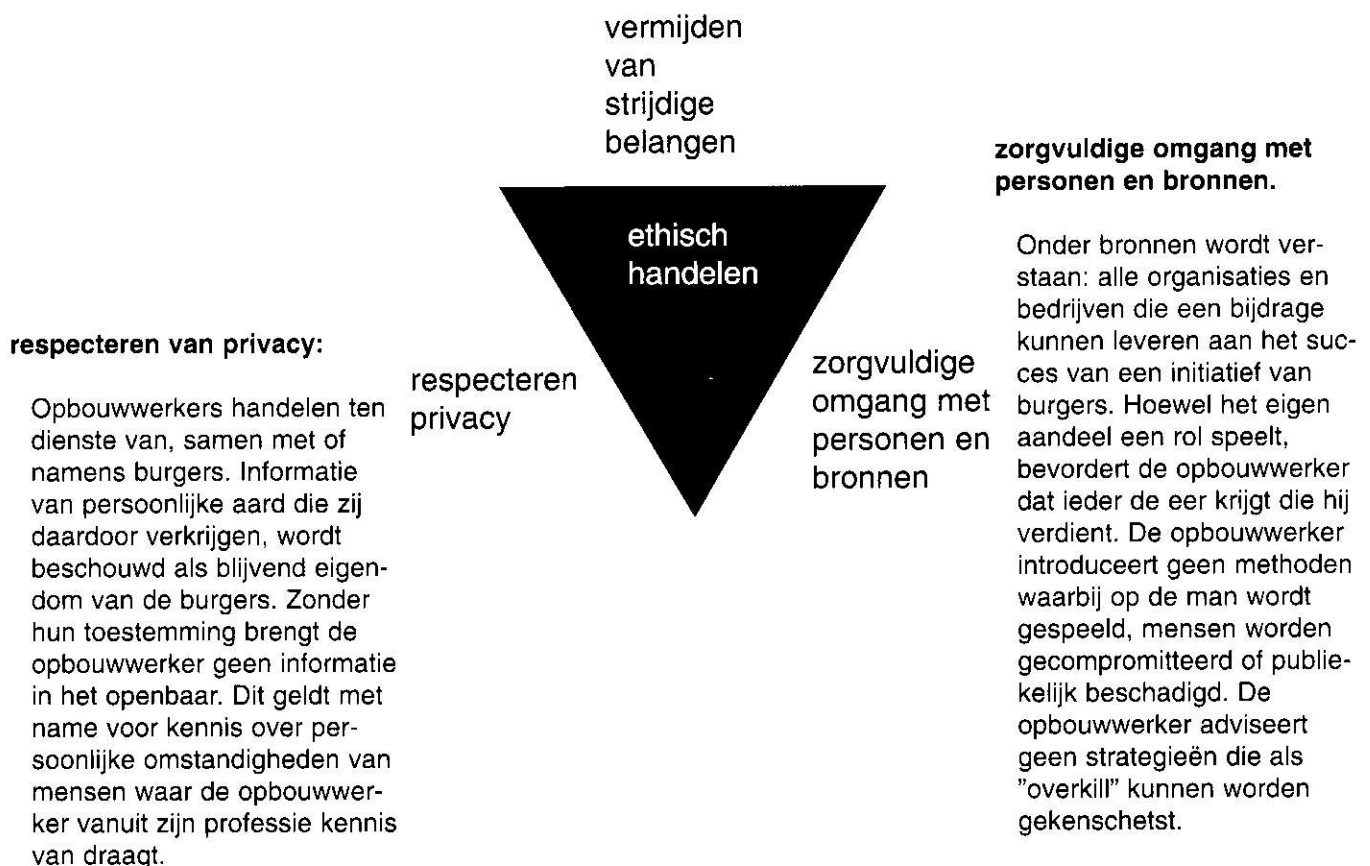 vermijden
van
strijdige
belangen
ethisch
handelen
respecteren van privacy:
Opbouwwerkers handelen ten
dienste van, samen met of
namens burgers. Informatie
van persoonlijke aard die zij
daardoor verkrijgen, wordt
beschouwd als blijvend eigen-
dom van de burgers. Zonder
hun toestemming brengt de
opbouwwerker geen informatie
in het openbaar. Dit geldt met
name voor kennis over per-
soonlijke omstandigheden van
mensen waar de opbouwwer-
ker vanuit zijn professie kennis
van draagt.
respecteren
privacy
zorgvuldige
omgang met
personen en
bronnen
zorgvuldige omgang met
personen en bronnen.
Onder bronnen wordt ver-
staan: alle organisaties en
bedrijven die een bijdrage
kunnen leveren aan het suc-
ces van een initiatief van
burgers. Hoewel het eigen
aandeel een rol speelt,
bevordert de opbouwwerker
dat ieder de eer krijgt die hij
verdient. De opbouwwerker
introduceert geen methoden
waarbij op de man wordt
gespeeld, mensen worden
gecompromitteerd of publie-
kelijk beschadigd. De
opbouwwerker adviseert
geen strategieën die als
"overkill" kunnen worden
gekenschetst.